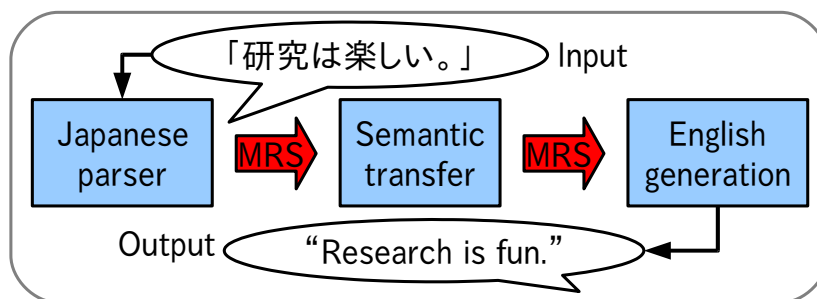 「研究は楽しい。」
Input
Japanese
parser
MRS
Semantic
transfer
MRS
English
generation
Output
“Research is fun.”